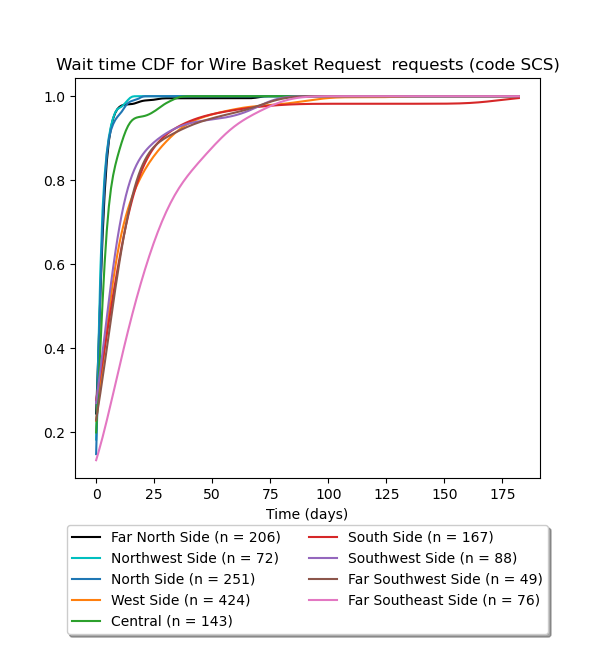 Wait time CDF for Wire Basket Request  requests (code SCS)
1.0
0.8
0.6
0.4
0.2
0 25 50 75 100 125 150 175
Time (days)
Far North Side (n = 206)
Northwest Side (n = 72)
North Side (n = 251)
West Side (n = 424)
Central (n = 143)
South Side (n = 167)
Southwest Side (n = 88)
Far Southwest Side (n = 49)
Far Southeast Side (n = 76)